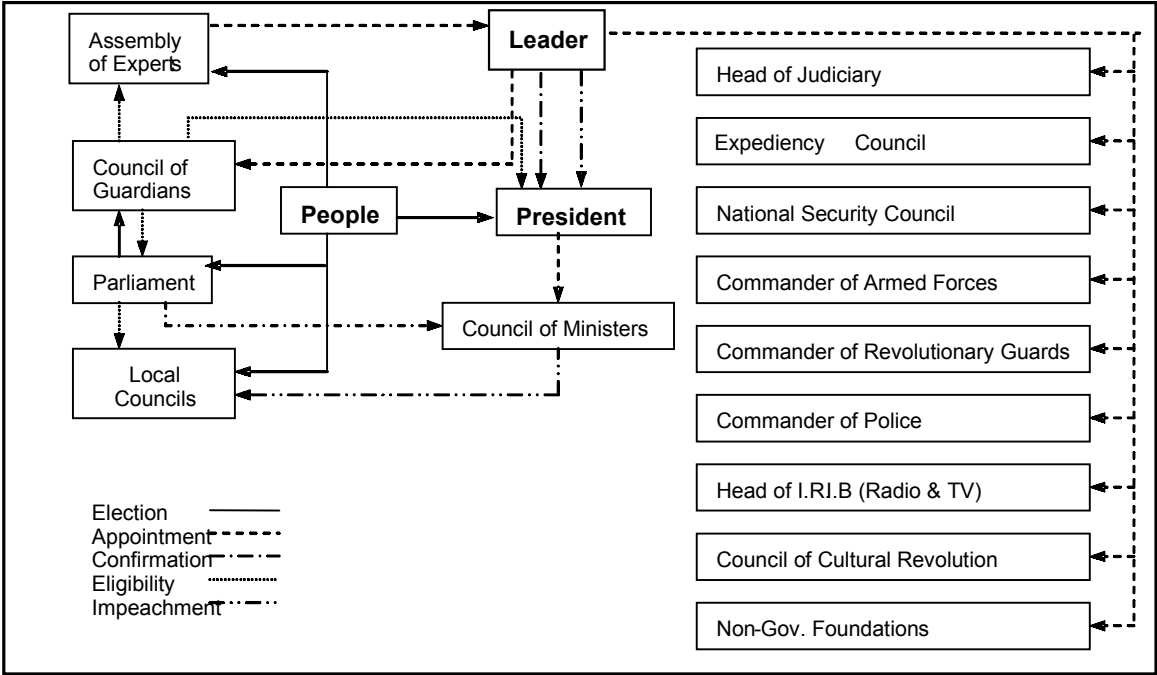 Assembly
of Experts
Leader
Head of Judiciary
Expediency Council
Council of
Guardians
People
President
National Security Council
Parliament
Commander of Armed Forces
Council of Ministers
Commander of Revolutionary Guards
Local
Councils
Commander of Police
Head of I.R.I.B (Radio & TV)
Election
Appointment
Confirmation
Eligibility
Impeachment
Council of Cultural Revolution
Non-Gov. Foundations